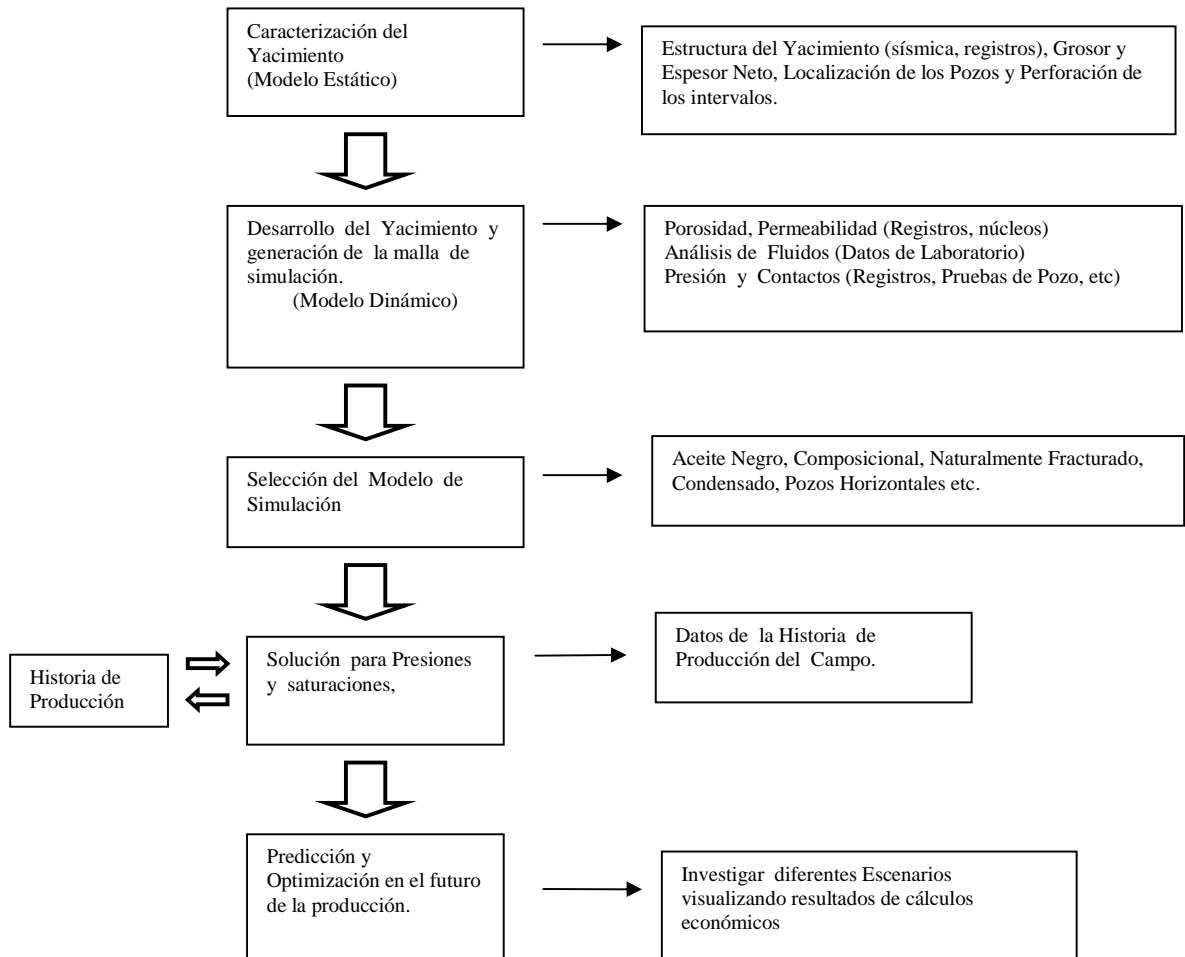 Caracterización del
Yacimiento
(Modelo Estático)
Estructura del Yacimiento (sísmica, registros), Grosor y
Espesor Neto, Localización de los Pozos y Perforación de
los intervalos.
Desarrollo del Yacimiento y
generación de la malla de
simulación.
(Modelo Dinámico)
Porosidad, Permeabilidad (Registros, núcleos)
Análisis de Fluidos (Datos de Laboratorio)
Presión y Contactos (Registros, Pruebas de Pozo, etc)
Selección del Modelo de
Simulación
Aceite Negro, Composicional, Naturalmente Fracturado,
Condensado, Pozos Horizontales etc.
Historia de
Producción
Solución para Presiones
y saturaciones,
Datos de la Historia de
Producción del Campo.
Predicción y
Optimización en el futuro
de la producción.
Investigar diferentes Escenarios
visualizando resultados de cálculos
económicos